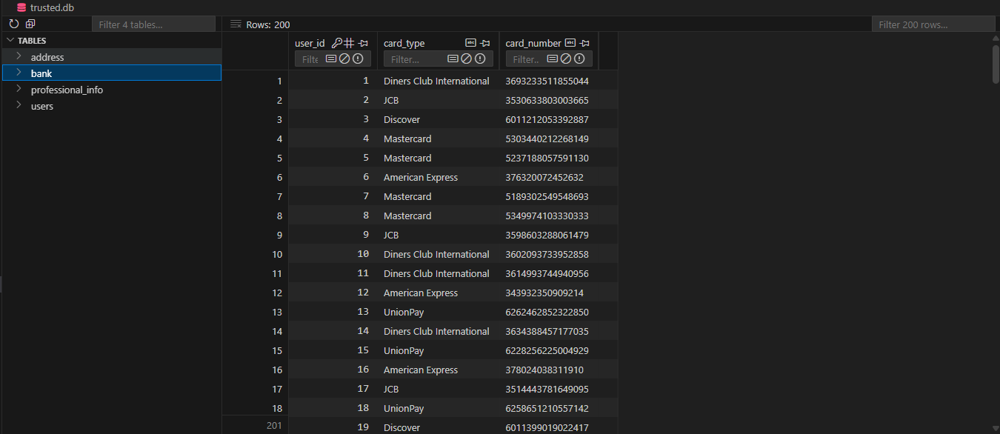 trusted.db
Filter 4 tables...
Rows: 200
Filter 200 rows...
TABLES
address
bank
professional_info
users
user_id card_type card_number
Filte Filter... Filter..
1 1 Diners Club International 3693233511855044
2 2 JCB 3530633803003665
3 3 Discover 6011212053392887
4 4 Mastercard 5303440212268149
5 5 Mastercard 5237188057591130
6 6 American Express 376320072452632
7 7 Mastercard 5189302549548693
8 8 Mastercard 5349974103330333
9 9 JCB 3598603288061479
10 10 Diners Club International 3602093733952858
11 11 Diners Club International 3614993744940956
12 12 American Express 343932350909214
13 13 UnionPay 6262462852322850
14 14 Diners Club International 3634388457177035
15 15 UnionPay 6228256225004929
16 16 American Express 378024038311910
17 17 JCB 3514443781649095
18 18 UnionPay 6258651210557142
201 19 Discover 6011399019022417